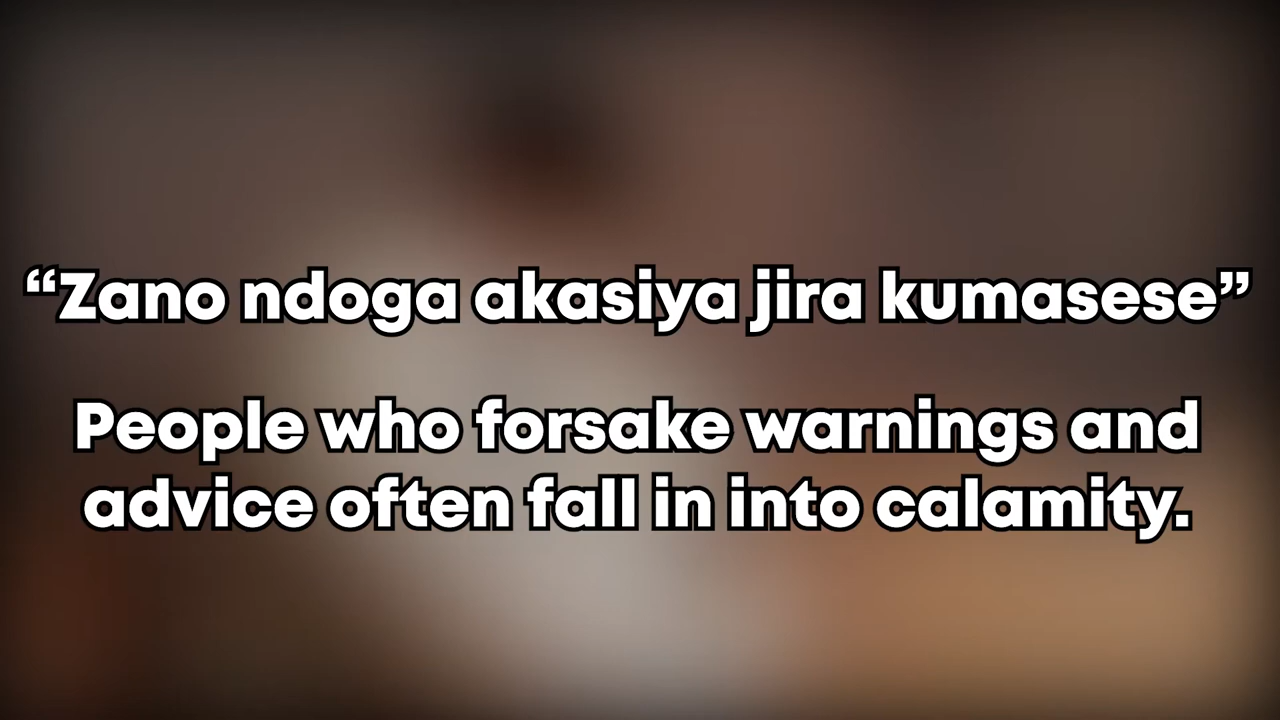 “Zano ndoga akasiya jira kumasese”
People who forsake warnings and
advice often fall in into calamity.